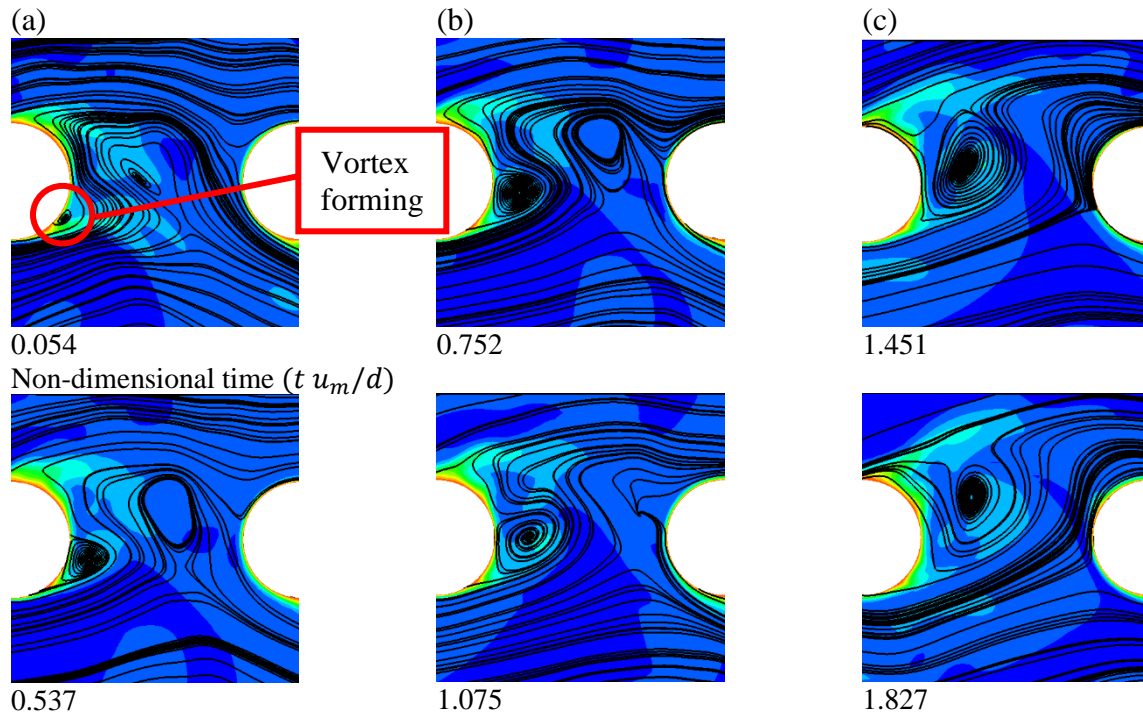 (a)
(b)
(c)
Vortex
forming
0.054
0.752
1.451
Non-dimensional time (t u_m/d)
0.537
1.075
1.827